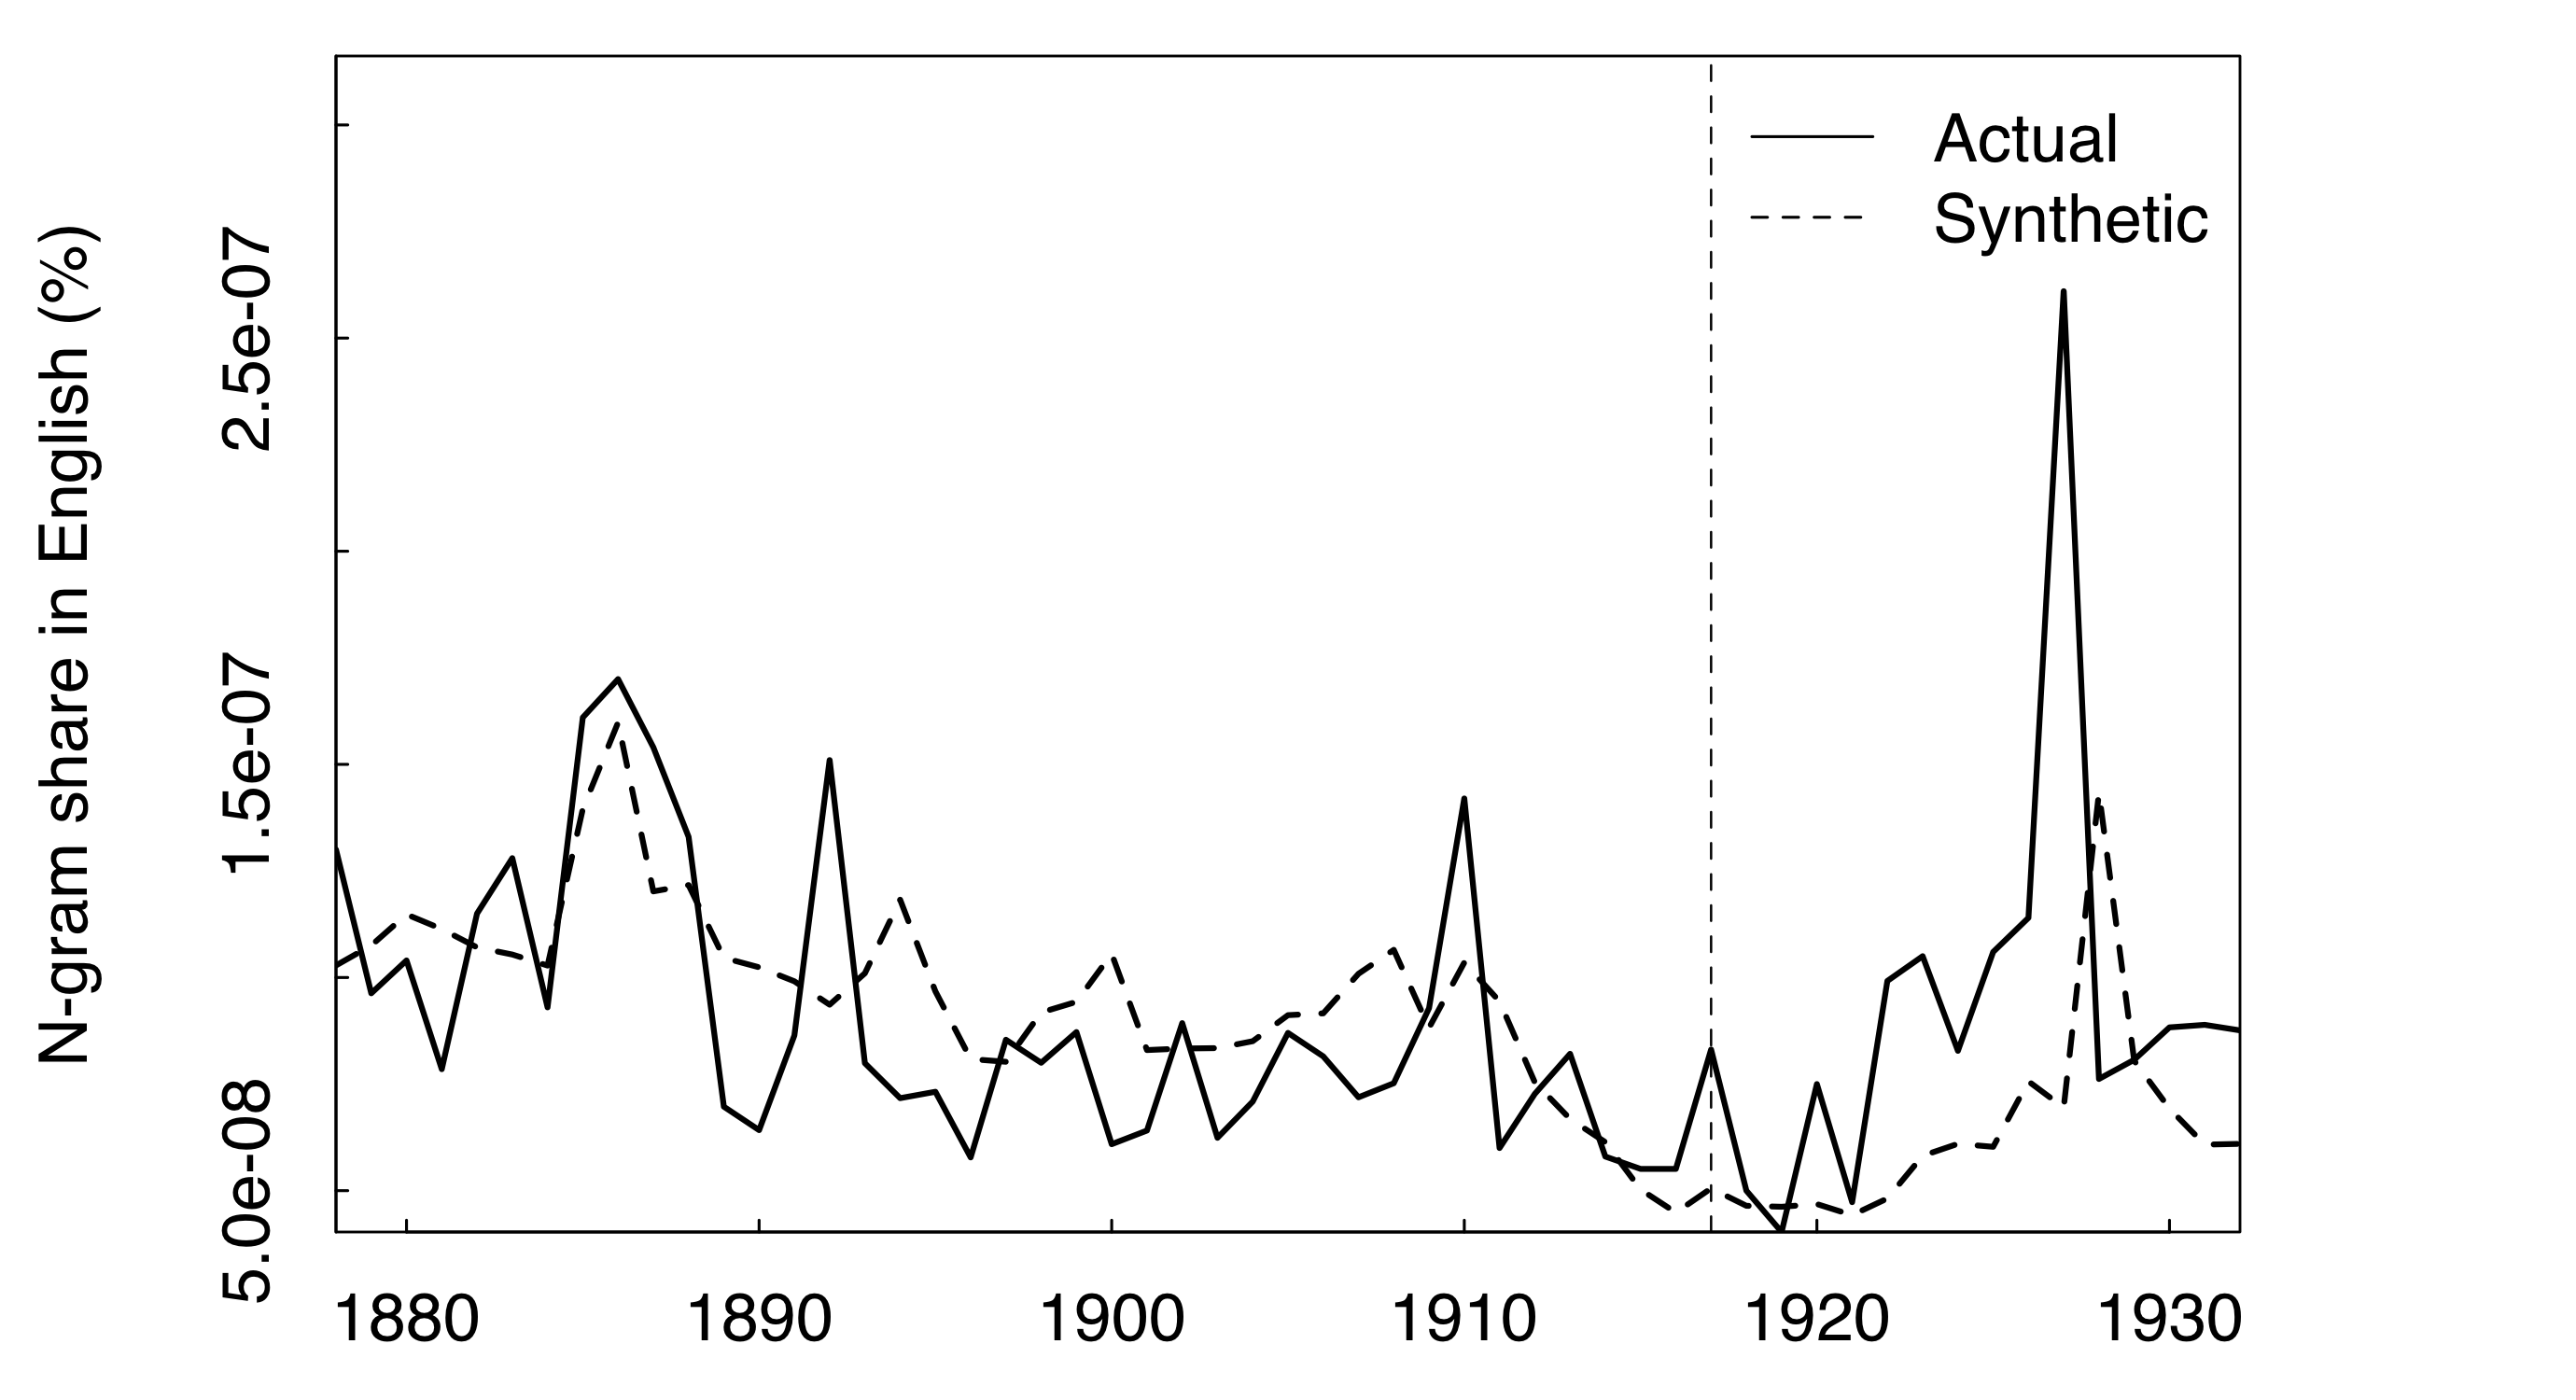 N-gram share in English (%)
2.5e-07
1.5e-07
5.0e-08
Actual
Synthetic
1880 1890 1900 1910 1920 1930